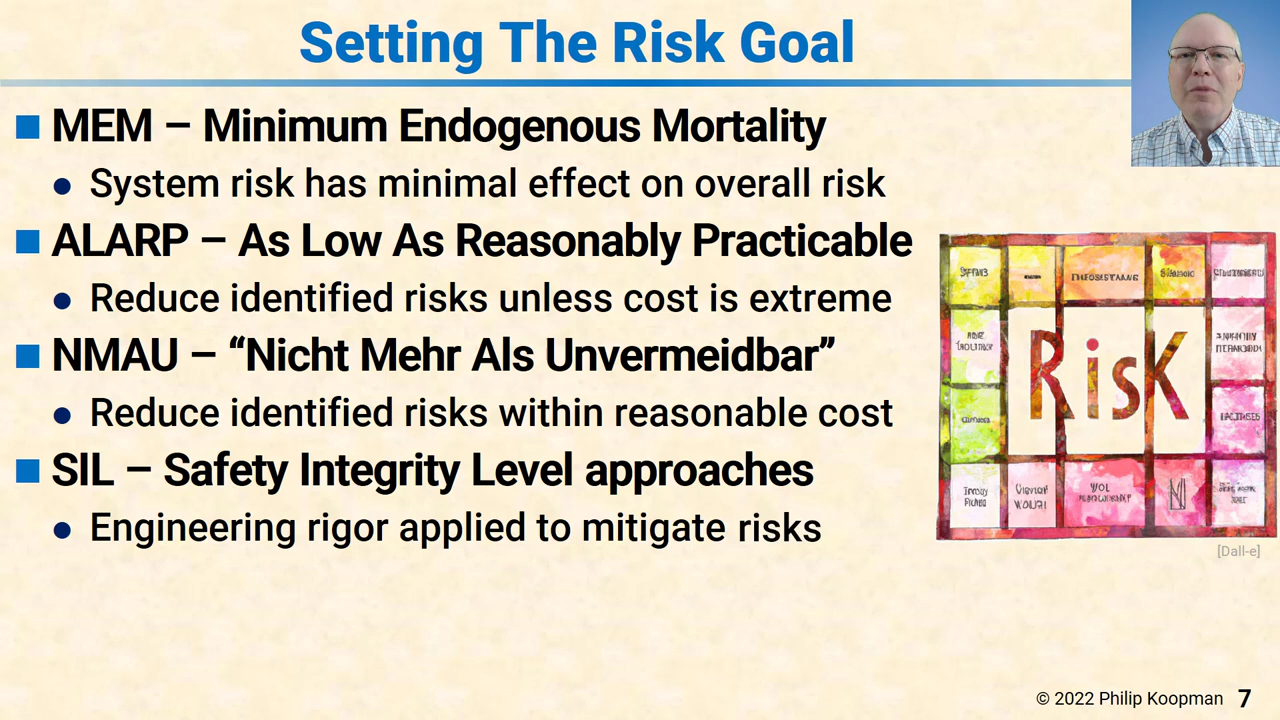 Setting The Risk Goal
MEM – Minimum Endogenous Mortality
System risk has minimal effect on overall risk
ALARP – As Low As Reasonably Practicable
Reduce identified risks unless cost is extreme
NMAU – “Nicht Mehr Als Unvermeidbar”
Reduce identified risks within reasonable cost
SIL – Safety Integrity Level approaches
Engineering rigor applied to mitigate risks
RisK
[Dall-e]
© 2022 Philip Koopman 7